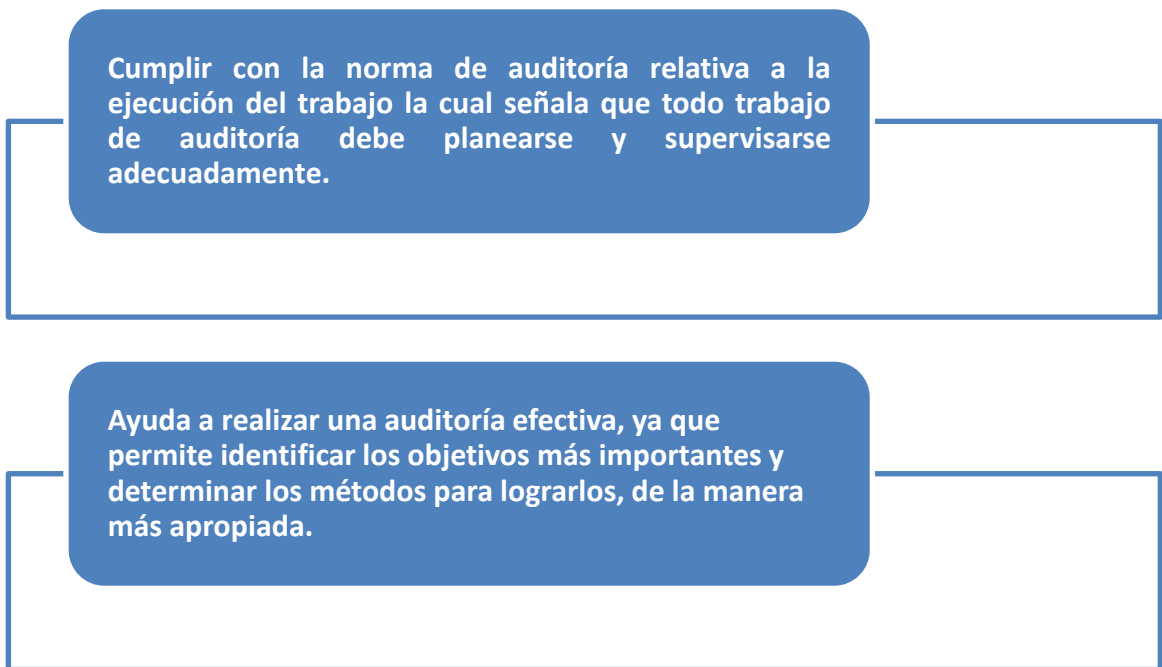 Cumplir con la norma de auditoría relativa a la
ejecución del trabajo la cual señala que todo trabajo
de auditoría debe planearse y supervisarse
adecuadamente.
Ayuda a realizar una auditoría efectiva, ya que
permite identificar los objetivos más importantes y
determinar los métodos para lograrlos, de la manera
más apropiada.